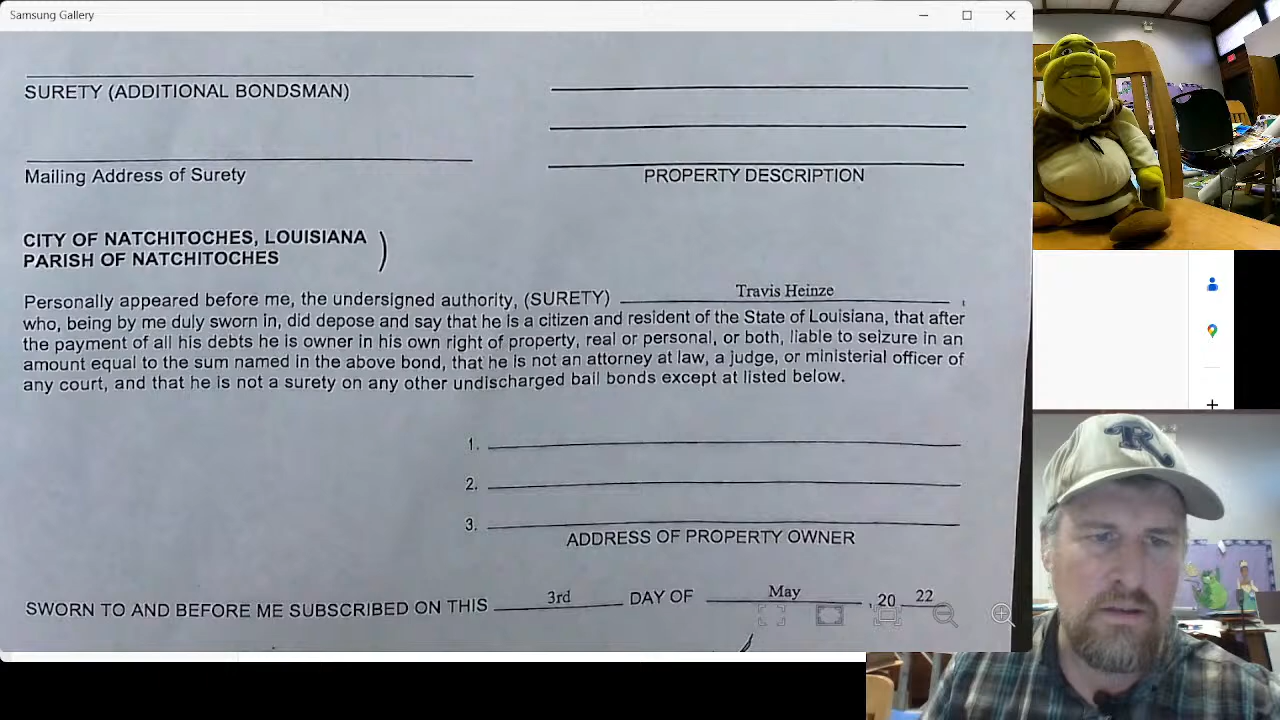 Samsung Gallery
SURETY (ADDITIONAL BONDSMAN)
Mailing Address of Surety
PROPERTY DESCRIPTION
CITY OF NATCHITOCHES, LOUISIANA
PARISH OF NATCHITOCHES )
Personally appeared before me, the undersigned authority, (SURETY) Travis Heinze ,
who, being by me duly sworn in, did depose and say that he is a citizen and resident of the State of Louisiana, that after
the payment of all his debts he is owner in his own right of property, real or personal, or both, liable to seizure in an
amount equal to the sum named in the above bond, that he is not an attorney at law, a judge, or ministerial officer of
any court, and that he is not a surety on any other undischarged bail bonds except at listed below.
1.
2.
3.
ADDRESS OF PROPERTY OWNER
SWORN TO AND BEFORE ME SUBSCRIBED ON THIS 3rd DAY OF May , 20 22
R